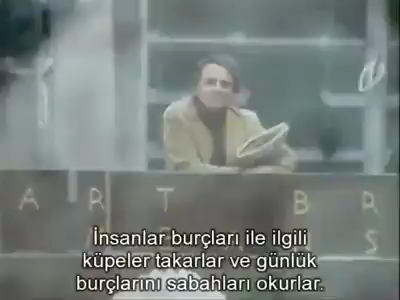 A R T B R
S
İnsanlar burçları ile ilgili
küpeler takarlar ve günlük
burçlarını sabahları okurlar.